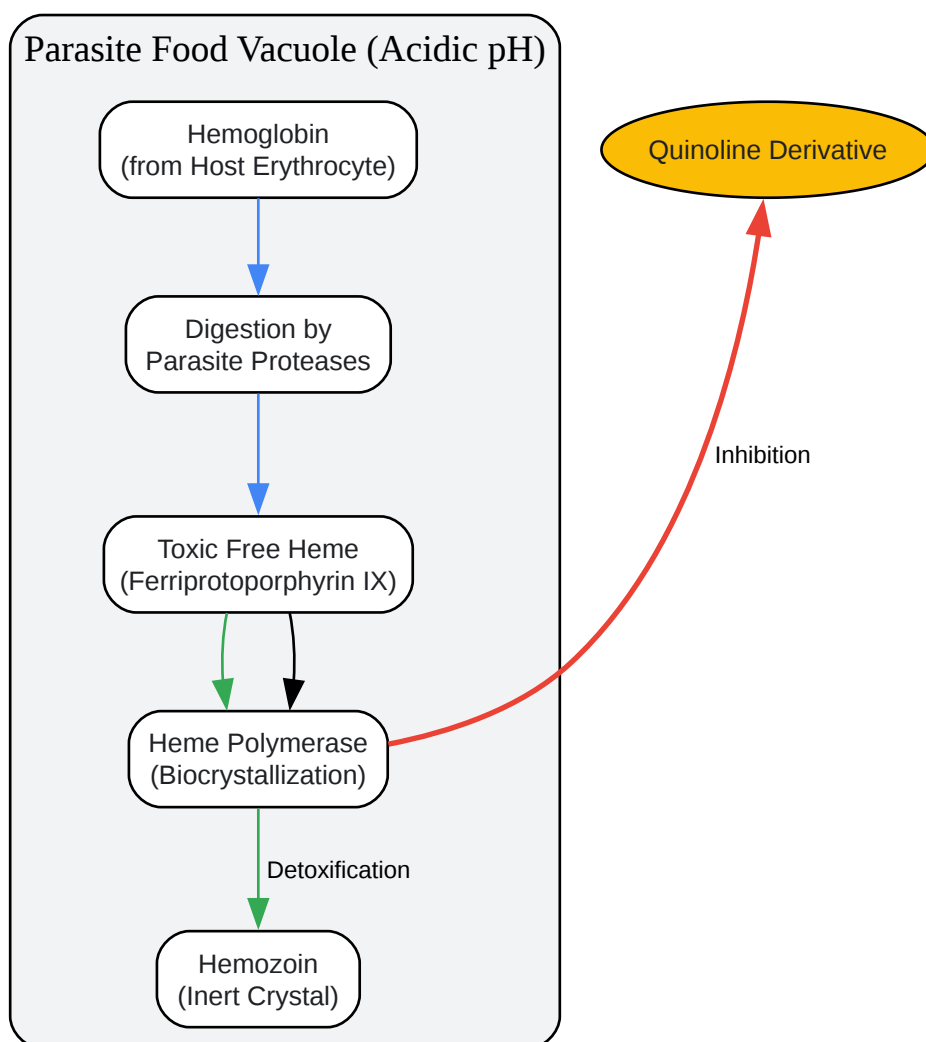 Parasite Food Vacuole (Acidic pH)
Hemoglobin
(from Host Erythrocyte)
Quinoline Derivative
Digestion by
Parasite Proteases
Inhibition
Toxic Free Heme
(Ferriprotoporphyrin IX)
Heme Polymerase
(Biocrystallization)
Detoxification
Hemozoin
(Inert Crystal)